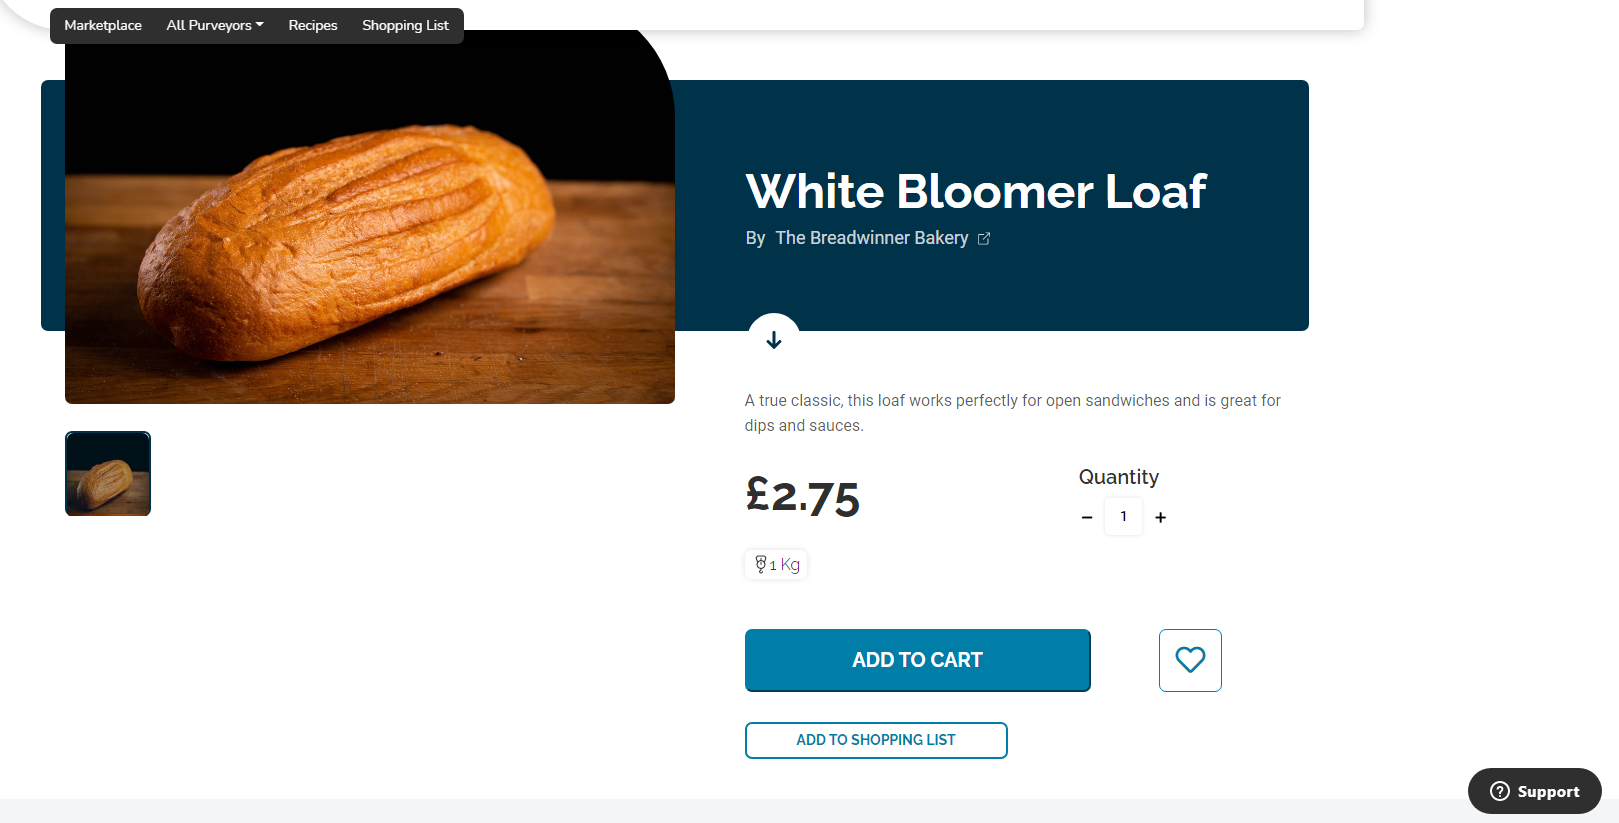 Marketplace All Purveyors Recipes Shopping List
White Bloomer Loaf
By The Breadwinner Bakery
A true classic, this loaf works perfectly for open sandwiches and is great for
dips and sauces.
£2.75
Quantity
− 1 +
1 Kg
ADD TO CART
ADD TO SHOPPING LIST
Support